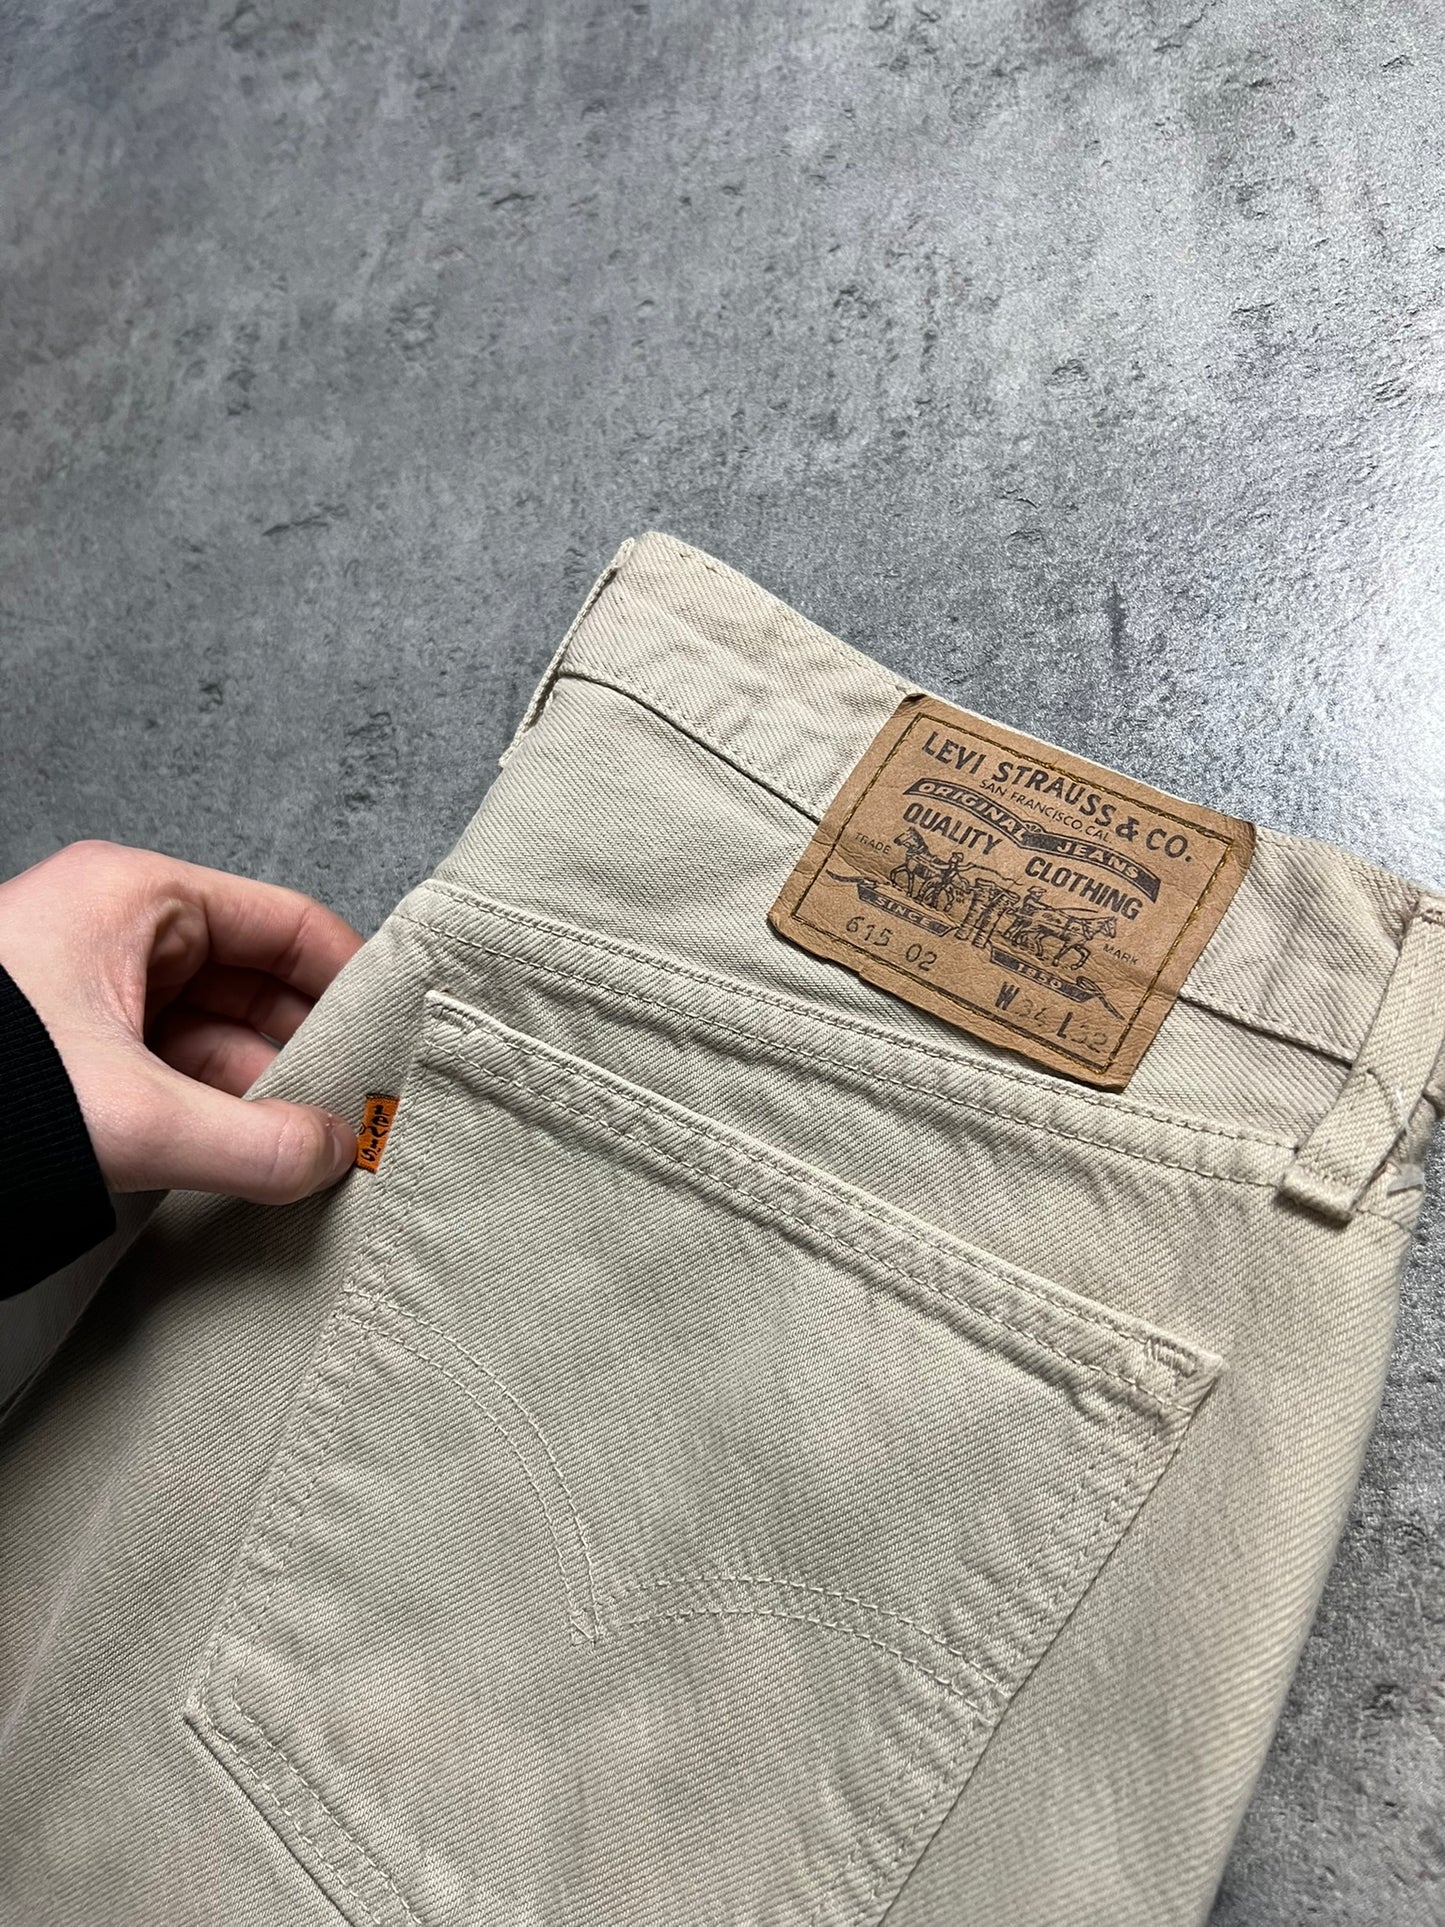 LEVI STRAUSS & CO.
SAN FRANCISCO CAL.
ORIGINAL JEANS
QUALITY CLOTHING
TRADE MARK
SINCE 1850
615 02
W 34 L 32
LEVI'S